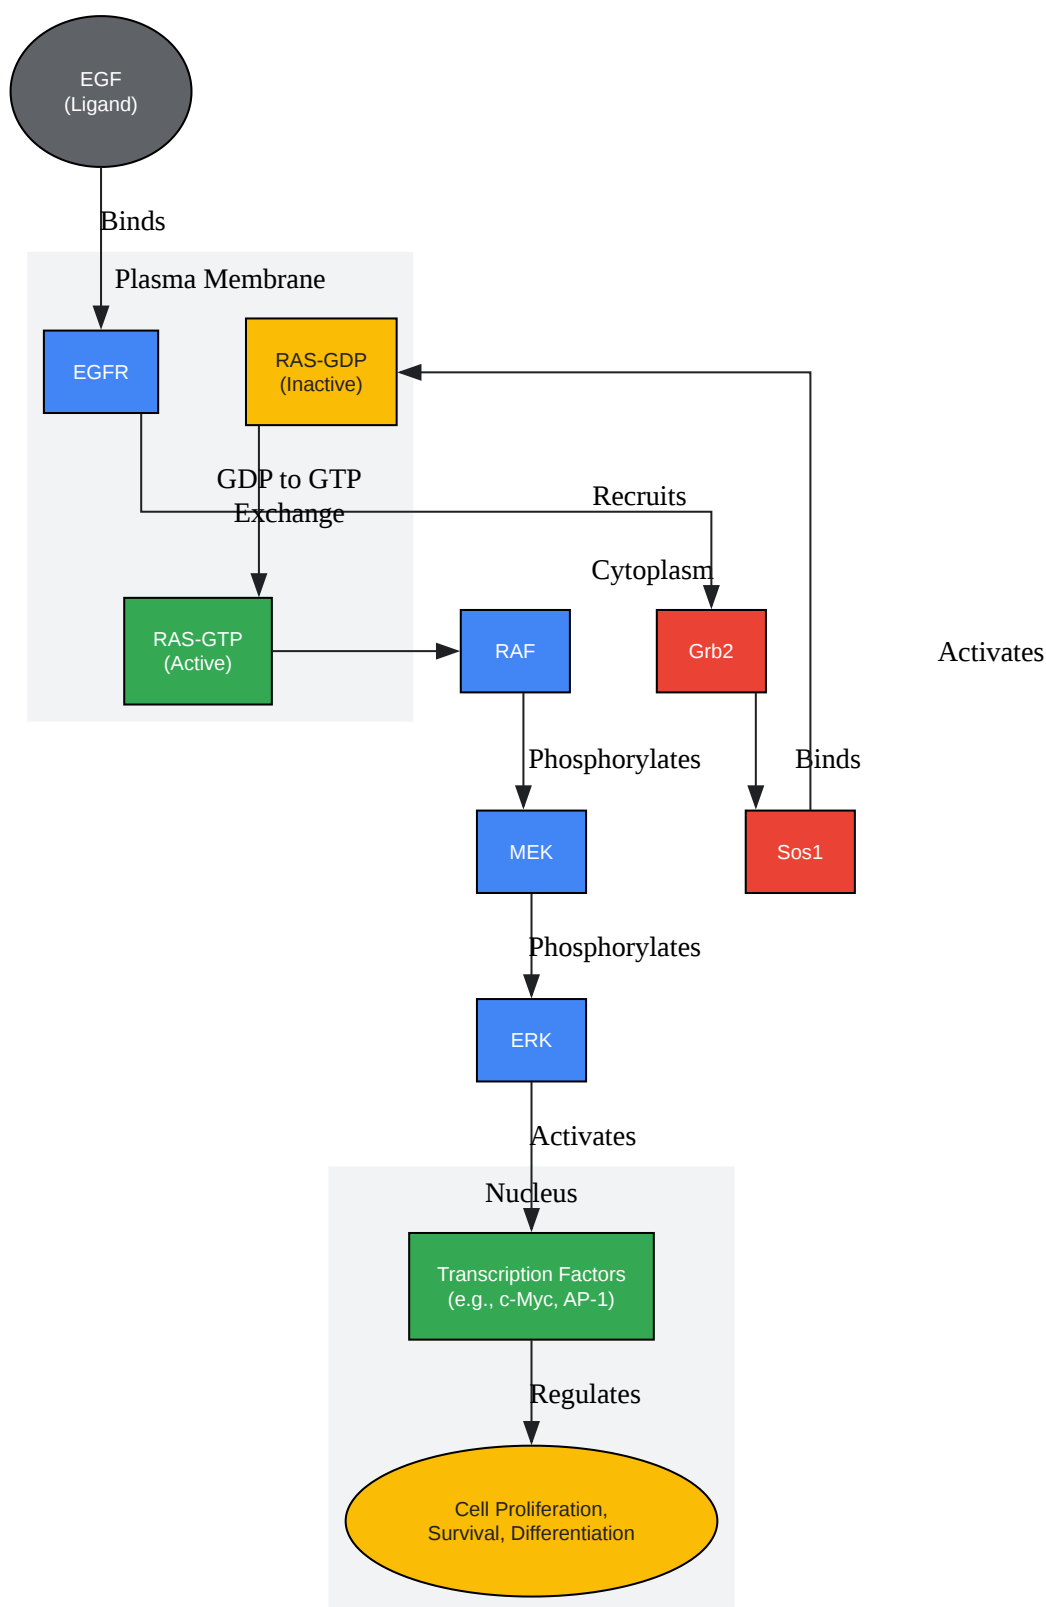 EGF
(Ligand)
Binds
Plasma Membrane
EGFR
RAS-GDP
(Inactive)
GDP to GTP
Exchange
Recruits
Cytoplasm
RAS-GTP
(Active)
RAF
Grb2
Activates
Phosphorylates
Binds
MEK
Sos1
Phosphorylates
ERK
Activates
Nucleus
Transcription Factors
(e.g., c-Myc, AP-1)
Regulates
Cell Proliferation,
Survival, Differentiation